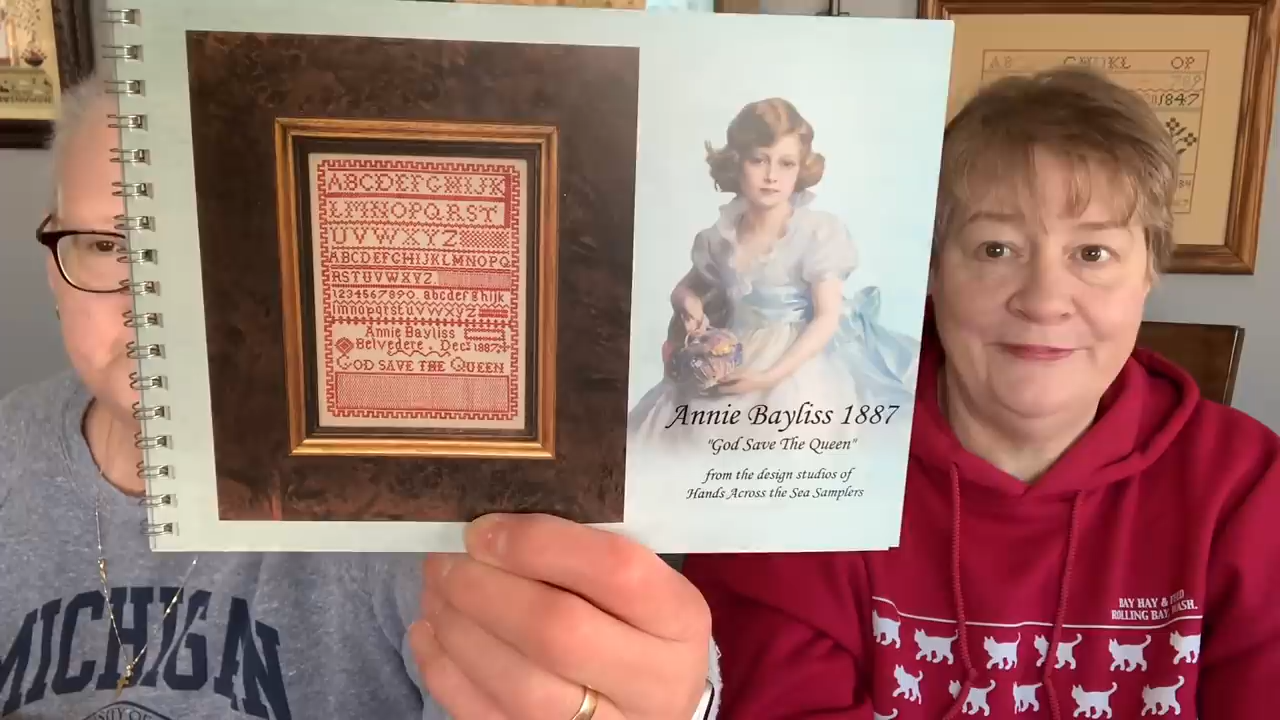 ABCDEFGHIJK
LMNOPQRST
UVWXYZ
ABCDEFGHIJKLMNOPQ
RSTUVWXYZ.
1234567890. abcdefghijk
lmnopqrstuvwxyz
Annie Bayliss
Belvedere. Dec. 1887.
GOD SAVE THE QUEEN
Annie Bayliss 1887
"God Save The Queen"
from the design studios of
Hands Across the Sea Samplers
OP
1847
MICHIGAN
BAY HAY &
ROLLING BAY